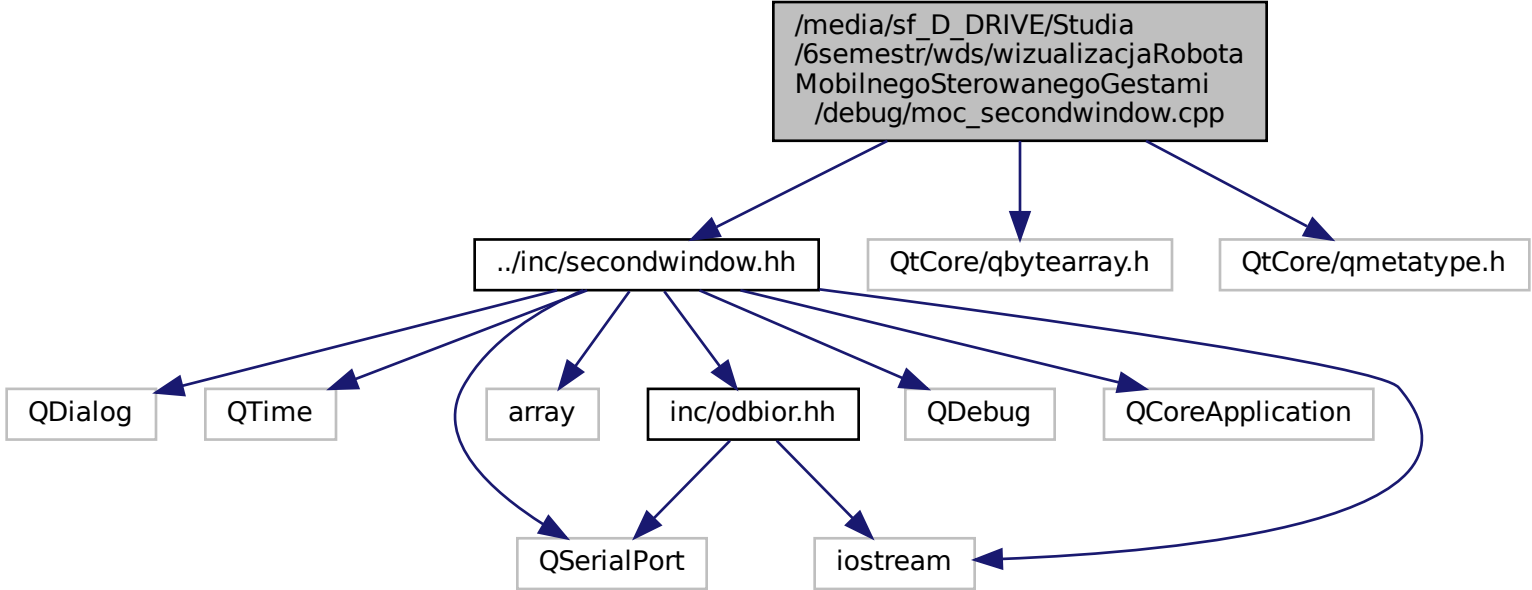 /media/sf_D_DRIVE/Studia
/6semestr/wds/wizualizacjaRobota
MobilnegoSterowanegoGestami
/debug/moc_secondwindow.cpp
../inc/secondwindow.hh
QtCore/qbytearray.h
QtCore/qmetatype.h
QDialog
QTime
array
inc/odbior.hh
QDebug
QCoreApplication
QSerialPort
iostream